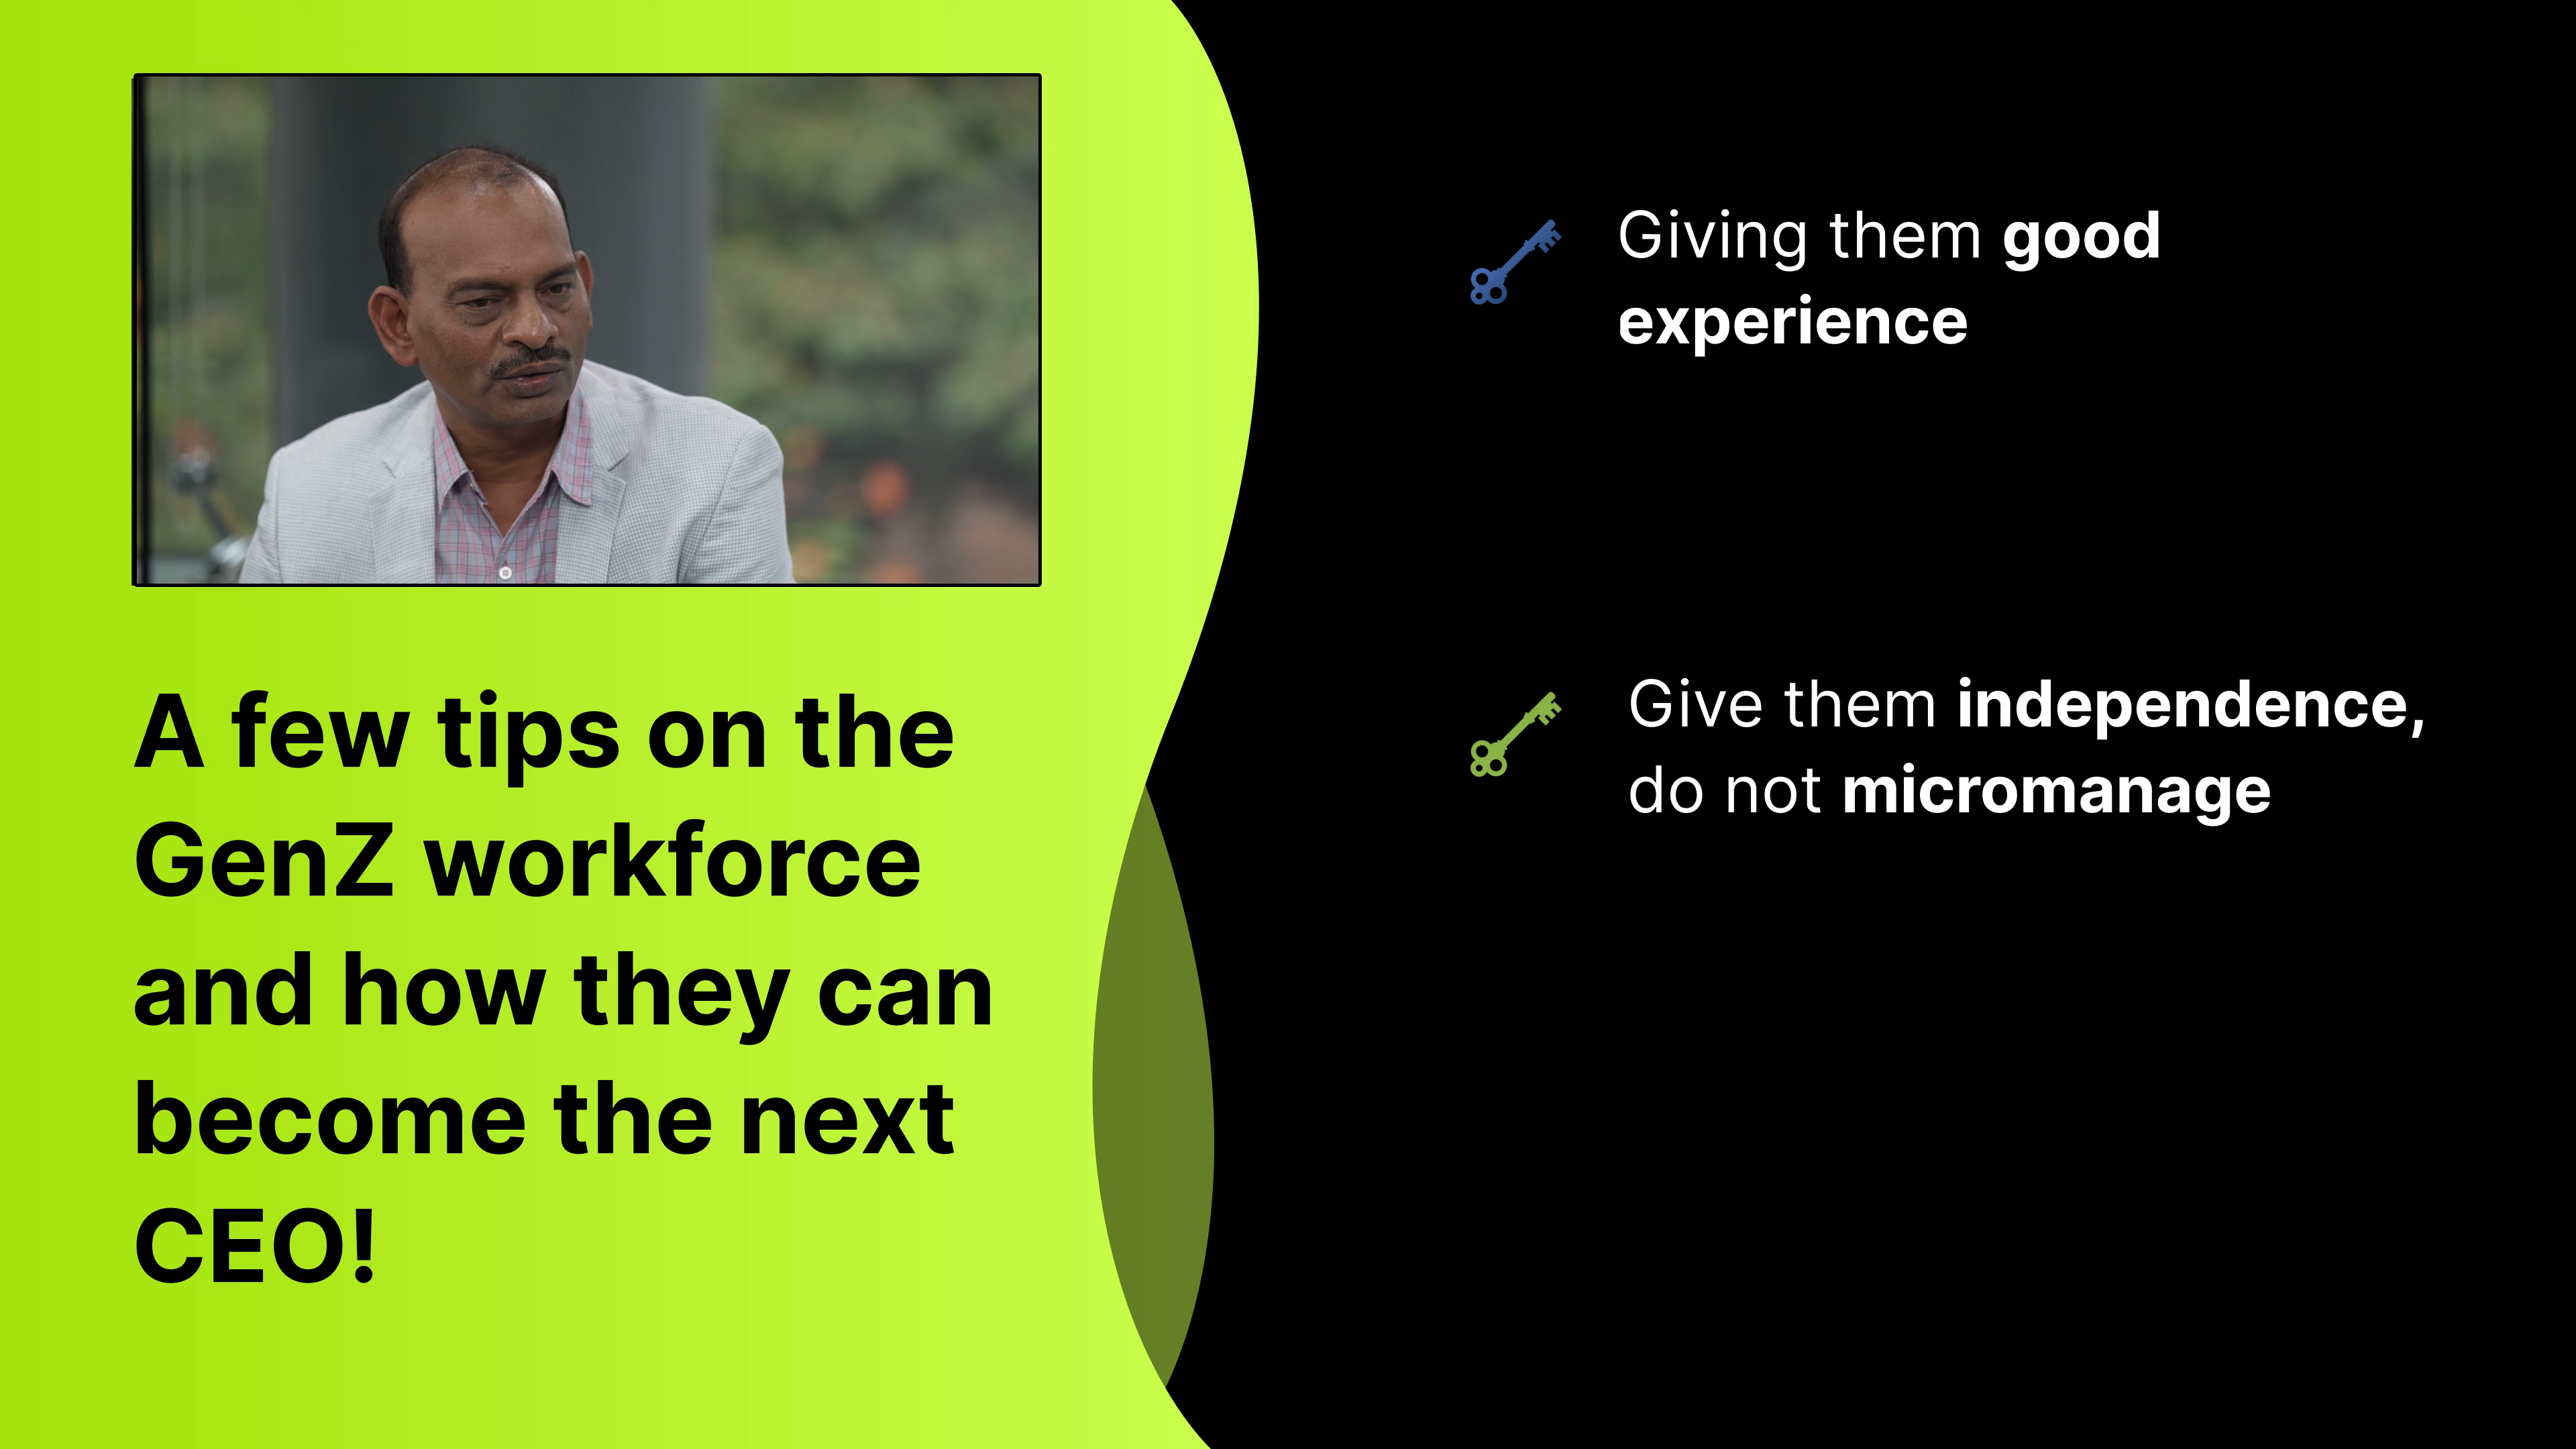 A few tips on the
GenZ workforce
and how they can
become the next
CEO!
Giving them good
experience
Give them independence,
do not micromanage